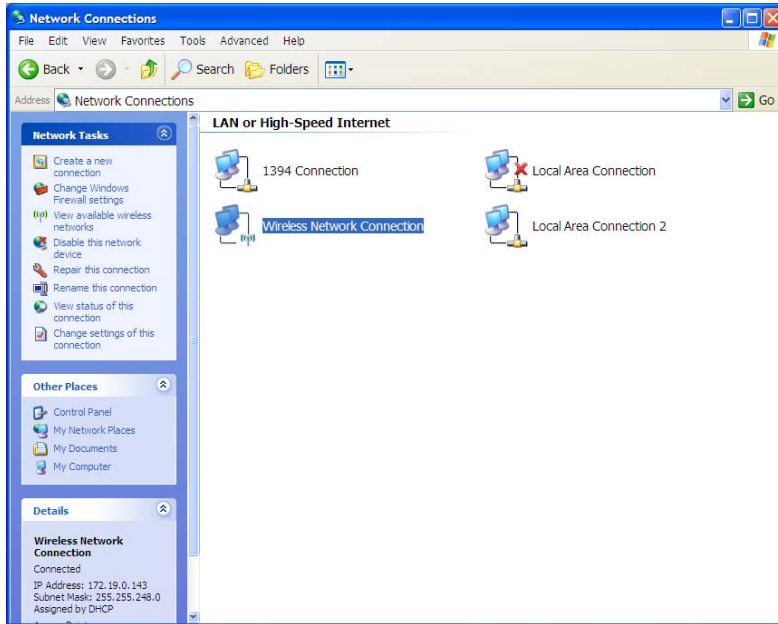 Network Connections
File Edit View Favorites Tools Advanced Help
Back Search Folders
Address Network Connections Go
Network Tasks
Create a new
connection
Change Windows
Firewall settings
View available wireless
networks
Disable this network
device
Repair this connection
Rename this connection
View status of this
connection
Change settings of this
connection
Other Places
Control Panel
My Network Places
My Documents
My Computer
Details
Wireless Network
Connection
Connected
IP Address: 172.19.0.143
Subnet Mask: 255.255.248.0
Assigned by DHCP
LAN or High-Speed Internet
1394 Connection
Local Area Connection
Wireless Network Connection
Local Area Connection 2